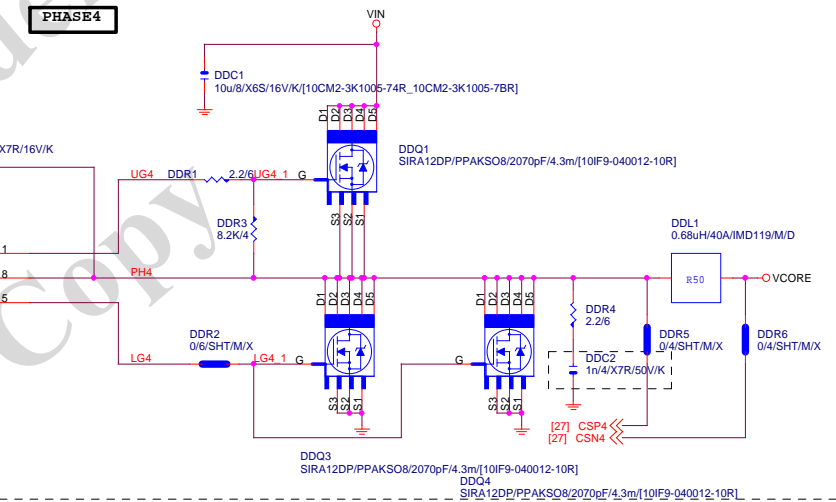 PHASE4
VIN
DDC1
10u/8/X6S/16V/K/[10CM2-3K1005-74R_10CM2-3K1005-7BR]
D1 D2 D3 D4 D5
DDQ1
SIRA12DP/PPAKSO8/2070pF/4.3m/[10IF9-040012-10R]
X7R/16V/K
UG4 DDR1 2.2/6 UG4_1 G
S3 S2 S1
DDR3
8.2K/4
DDL1
0.68uH/40A/IMD119/M/D
1
8 PH4
R50
VCORE
5
D1 D2 D3 D4 D5
D1 D2 D3 D4 D5
DDR4
2.2/6
DDR2
0/6/SHT/M/X
DDR5
0/4/SHT/M/X
DDR6
0/4/SHT/M/X
LG4 LG4_1 G
G
DDC2
1n/4/X7R/50V/K
S3 S2 S1
S3 S2 S1
[27] CSP4
[27] CSN4
DDQ3
SIRA12DP/PPAKSO8/2070pF/4.3m/[10IF9-040012-10R]
DDQ4
SIRA12DP/PPAKSO8/2070pF/4.3m/[10IF9-040012-10R]
Copy